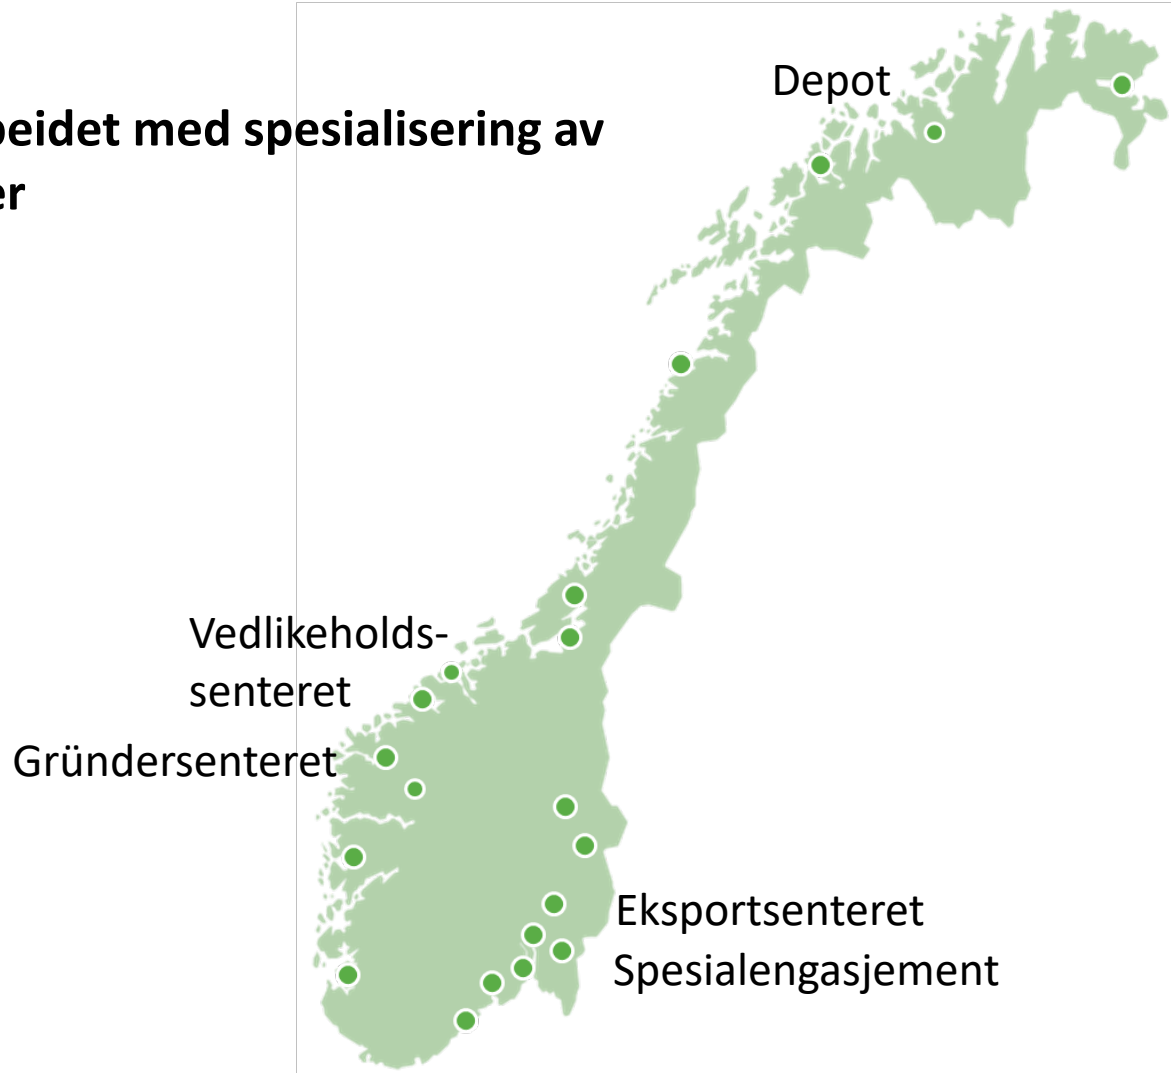 beidet med spesialisering av
er
Depot
Vedlikeholds-
senteret
Gründersenteret
Eksportsenteret
Spesialengasjement